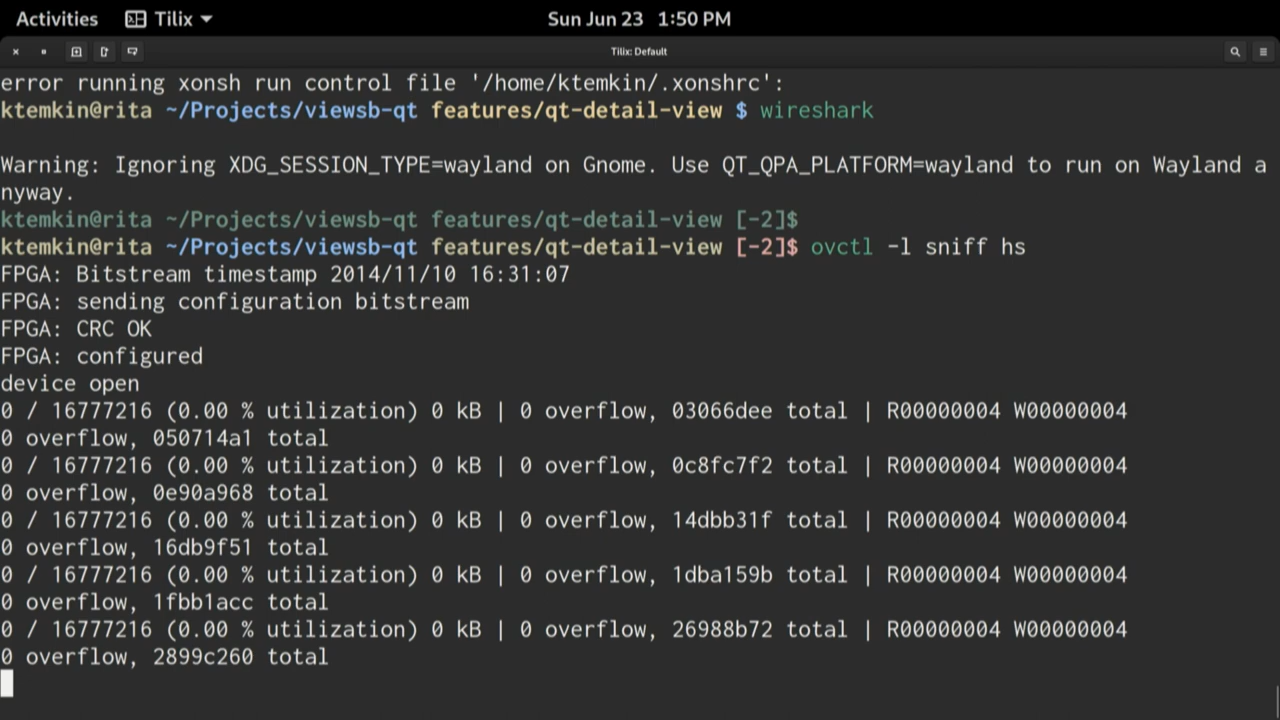 Activities Tilix Sun Jun 23 1:50 PM
Tilix: Default
error running xonsh run control file '/home/ktemkin/.xonshrc':
ktemkin@rita ~/Projects/viewsb-qt features/qt-detail-view $ wireshark
Warning: Ignoring XDG_SESSION_TYPE=wayland on Gnome. Use QT_QPA_PLATFORM=wayland to run on Wayland a
nyway.
ktemkin@rita ~/Projects/viewsb-qt features/qt-detail-view [-2]$
ktemkin@rita ~/Projects/viewsb-qt features/qt-detail-view [-2]$ ovctl -l sniff hs
FPGA: Bitstream timestamp 2014/11/10 16:31:07
FPGA: sending configuration bitstream
FPGA: CRC OK
FPGA: configured
device open
0 / 16777216 (0.00 % utilization) 0 kB | 0 overflow, 03066dee total | R00000004 W00000004
0 overflow, 050714a1 total
0 / 16777216 (0.00 % utilization) 0 kB | 0 overflow, 0c8fc7f2 total | R00000004 W00000004
0 overflow, 0e90a968 total
0 / 16777216 (0.00 % utilization) 0 kB | 0 overflow, 14dbb31f total | R00000004 W00000004
0 overflow, 16db9f51 total
0 / 16777216 (0.00 % utilization) 0 kB | 0 overflow, 1dba159b total | R00000004 W00000004
0 overflow, 1fbb1acc total
0 / 16777216 (0.00 % utilization) 0 kB | 0 overflow, 26988b72 total | R00000004 W00000004
0 overflow, 2899c260 total